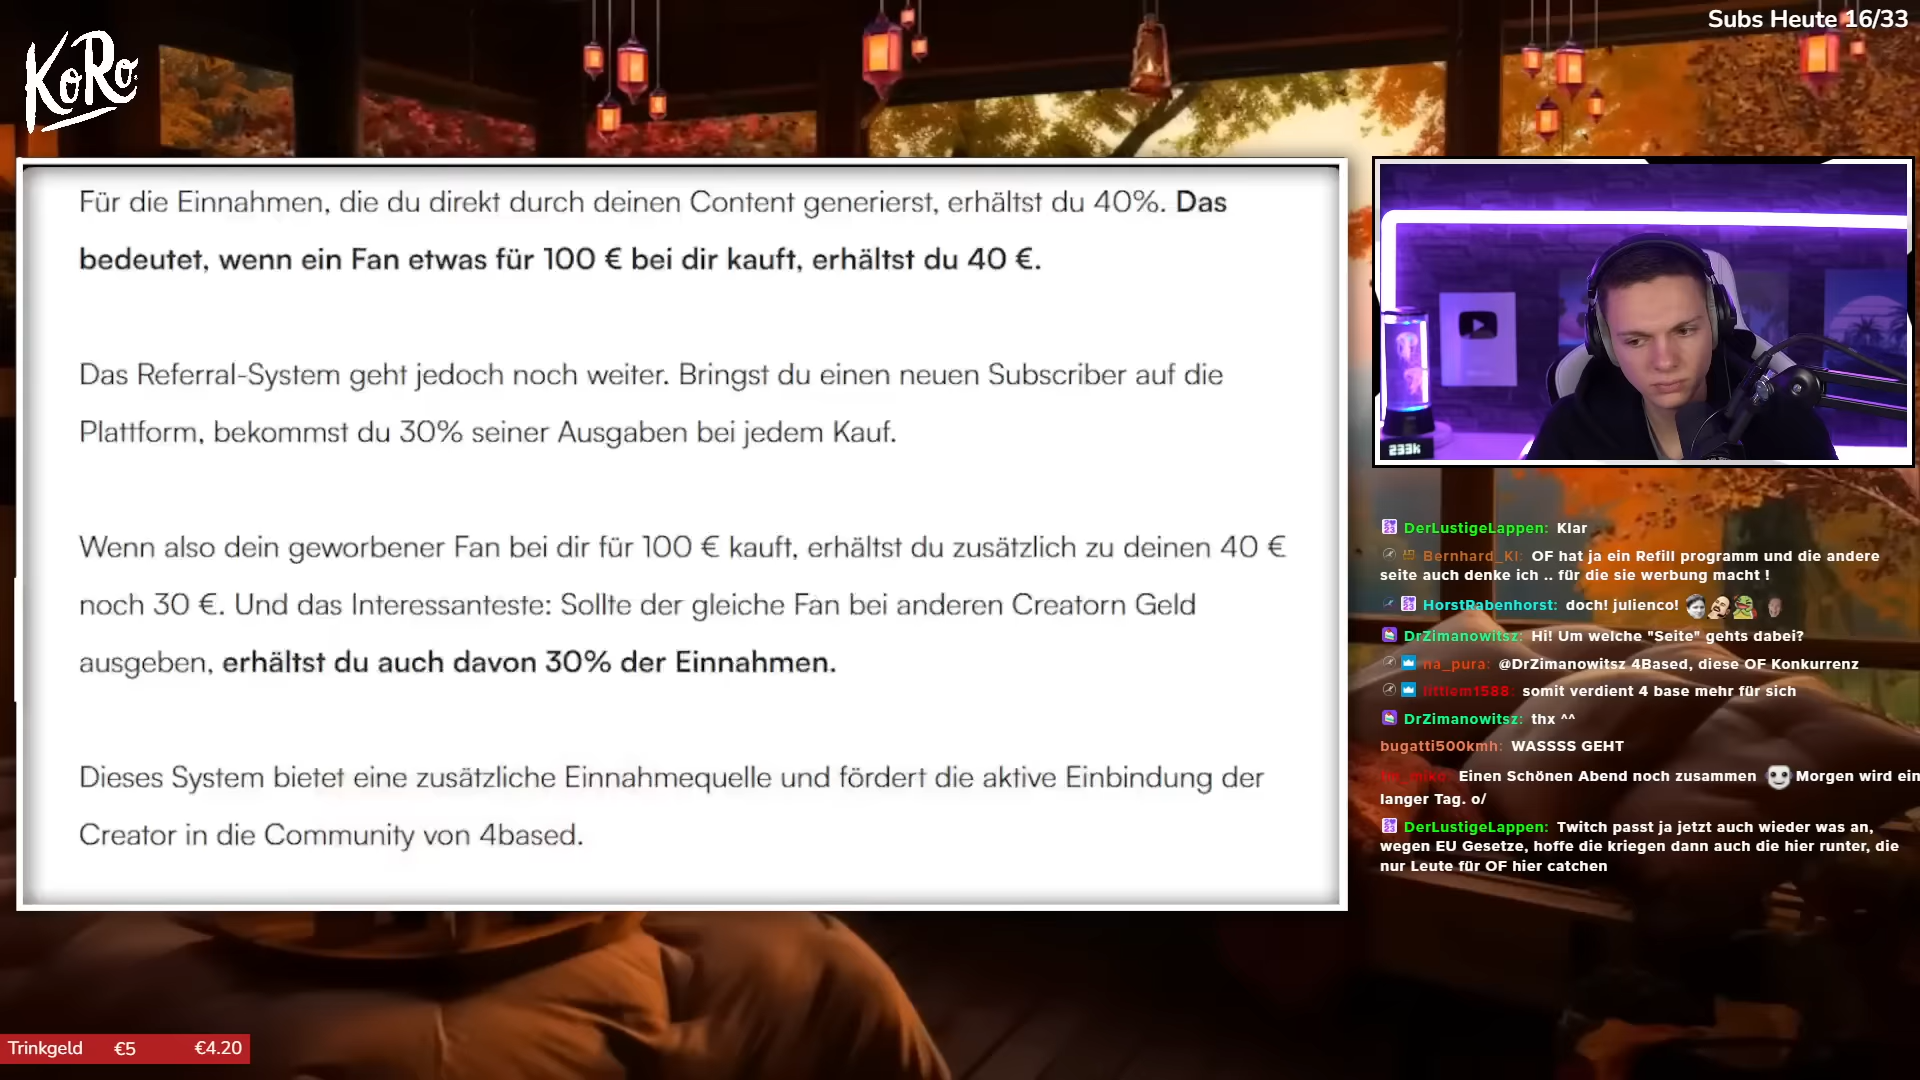 KoRo
Subs Heute 16/33
Für die Einnahmen, die du direkt durch deinen Content generierst, erhältst du 40%. Das
bedeutet, wenn ein Fan etwas für 100 € bei dir kauft, erhältst du 40 €.
Das Referral-System geht jedoch noch weiter. Bringst du einen neuen Subscriber auf die
Plattform, bekommst du 30% seiner Ausgaben bei jedem Kauf.
Wenn also dein geworbener Fan bei dir für 100 € kauft, erhältst du zusätzlich zu deinen 40 €
noch 30 €. Und das Interessanteste: Sollte der gleiche Fan bei anderen Creatorn Geld
ausgeben, erhältst du auch davon 30% der Einnahmen.
Dieses System bietet eine zusätzliche Einnahmequelle und fördert die aktive Einbindung der
Creator in die Community von 4based.
233k
DerLustigeLappen: Klar
Bernhard_Kl: OF hat ja ein Refill programm und die andere
seite auch denke ich .. für die sie werbung macht !
HorstRabenhorst: doch! julienco!
DrZimanowitsz: Hi! Um welche "Seite" gehts dabei?
na_pura: @DrZimanowitsz 4Based, diese OF Konkurrenz
littlem1588: somit verdient 4 base mehr für sich
DrZimanowitsz: thx ^^
bugatti500kmh: WASSSS GEHT
Einen Schönen Abend noch zusammen Morgen wird ein
langer Tag. o/
DerLustigeLappen: Twitch passt ja jetzt auch wieder was an,
wegen EU Gesetze, hoffe die kriegen dann auch die hier runter, die
nur Leute für OF hier catchen
Trinkgeld €5 €4.20